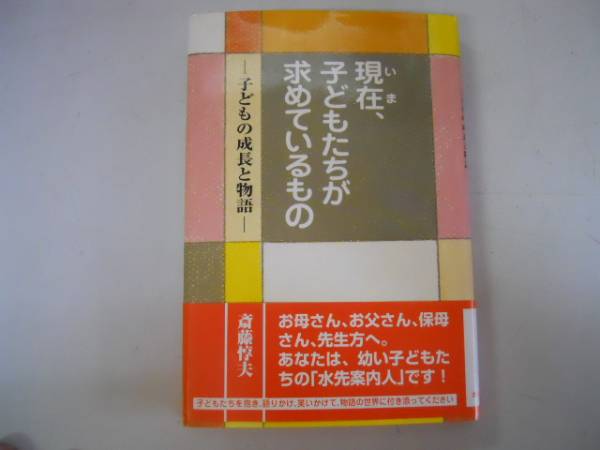 現在、
いま
子どもたちが
求めているもの
―子どもの成長と物語―
斎藤惇夫
お母さん、お父さん、保母
さん、先生方へ。
あなたは、幼い子どもた
ちの「水先案内人」です！
子どもたちを抱き、語りかけ、笑いかけて、物語の世界に付き添ってください